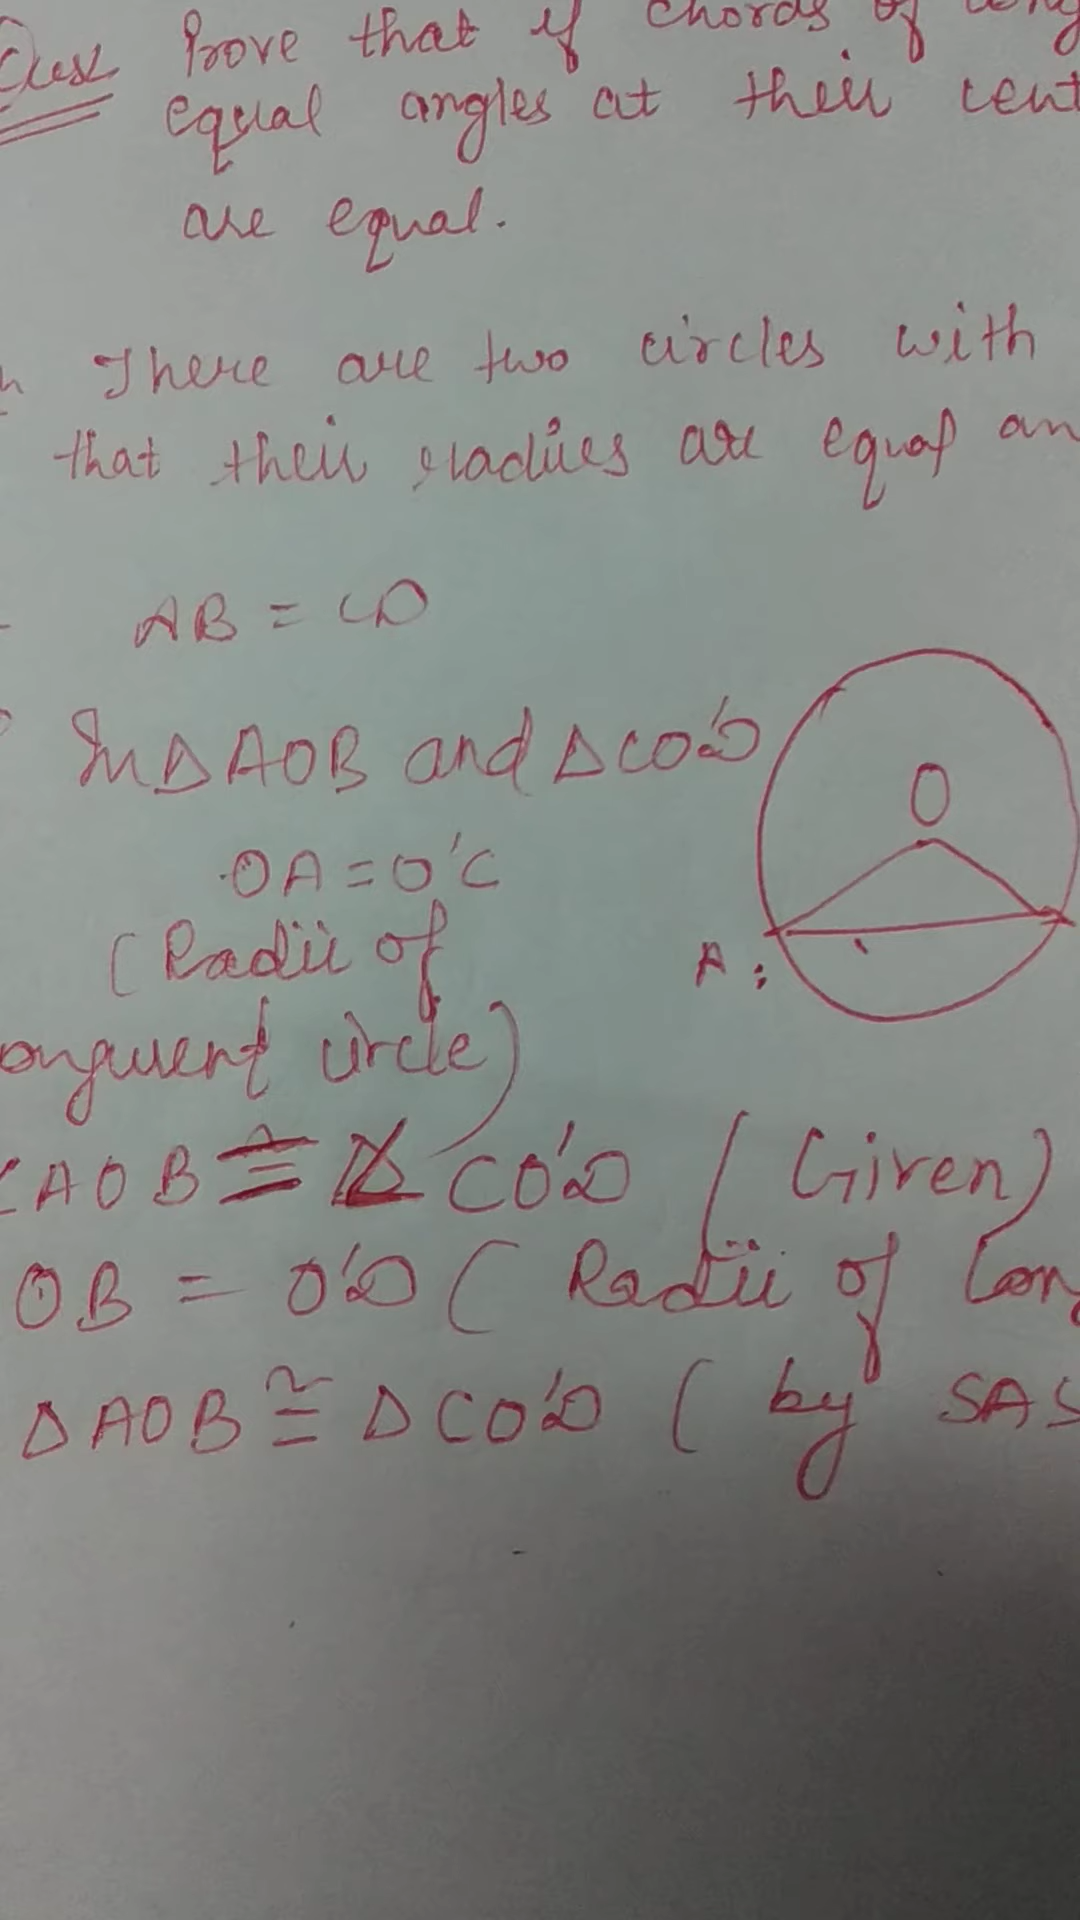 Ques Prove that if chords of
equal angles at their cent
are equal.
There are two circles with
that their radiies are equal an
AB = CD
In Δ AOB and Δ CO'D
OA = O'C
(Radii of
ongruent circle)
<AOB = CO'D (Given)
OB = O'D ( Radii of Con
Δ AOB ≅ Δ CO'D ( by SAS
O
A